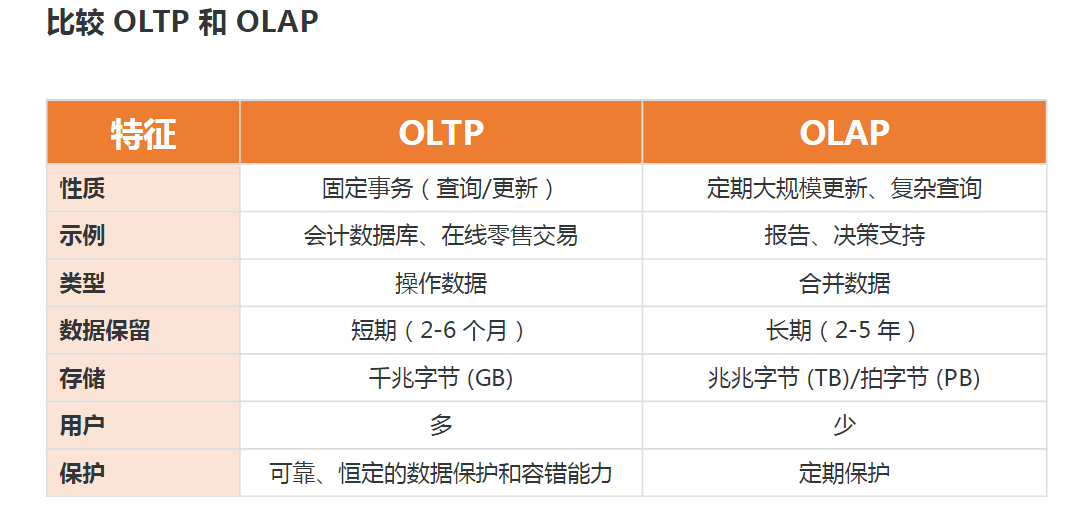 比较 OLTP 和 OLAP
特征 OLTP OLAP
性质 固定事务（查询/更新） 定期大规模更新、复杂查询
示例 会计数据库、在线零售交易 报告、决策支持
类型 操作数据 合并数据
数据保留 短期（2-6 个月） 长期（2-5 年）
存储 千兆字节 (GB) 兆兆字节 (TB)/拍字节 (PB)
用户 多 少
保护 可靠、恒定的数据保护和容错能力 定期保护